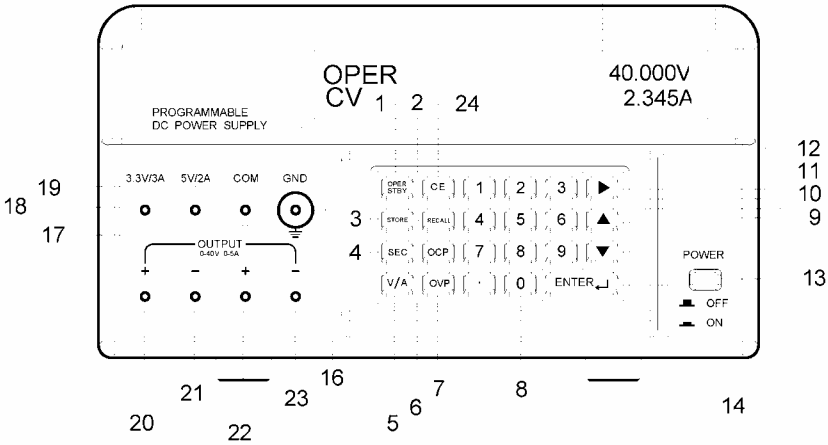 OPER 40.000V
CV 2.345A
1 2 24
PROGRAMMABLE
DC POWER SUPPLY
12
11
10
9
19
18
17
3.3V/3A 5V/2A COM GND
OPER STBY CE 1 2 3 ▶
3 STORE RECALL 4 5 6 ▲
4 SEC OCP 7 8 9 ▼
V/A OVP · 0 ENTER
OUTPUT
0-40V 0-5A
+ − + −
POWER
13
OFF
ON
16
20 21 22 23
5 6 7 8
14